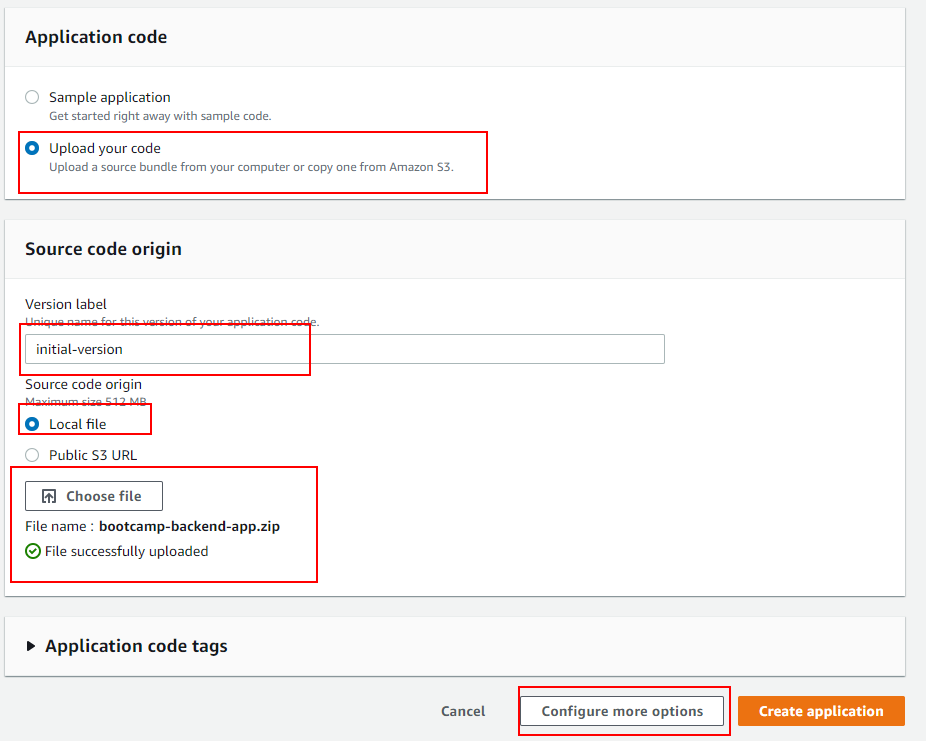 Application code
Sample application
Get started right away with sample code.
Upload your code
Upload a source bundle from your computer or copy one from Amazon S3.
Source code origin
Version label
Unique name for this version of your application code.
initial-version
Source code origin
Maximum size 512 MB
Local file
Public S3 URL
Choose file
File name : bootcamp-backend-app.zip
File successfully uploaded
Application code tags
Cancel Configure more options Create application